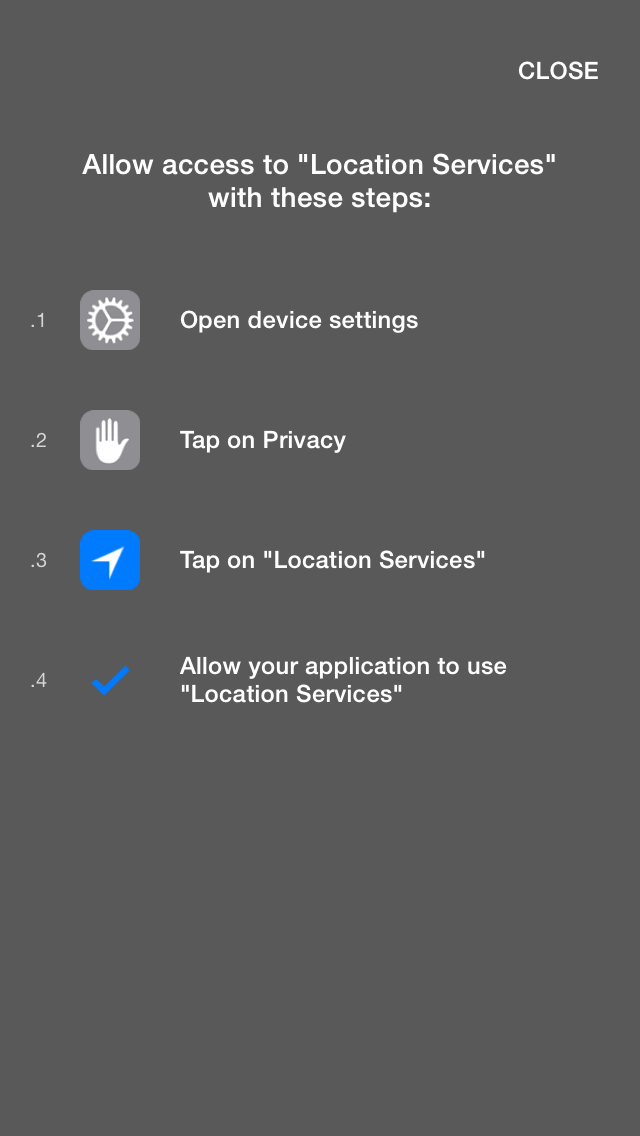 CLOSE
Allow access to "Location Services"
with these steps:
.1 Open device settings
.2 Tap on Privacy
.3 Tap on "Location Services"
.4 Allow your application to use
"Location Services"